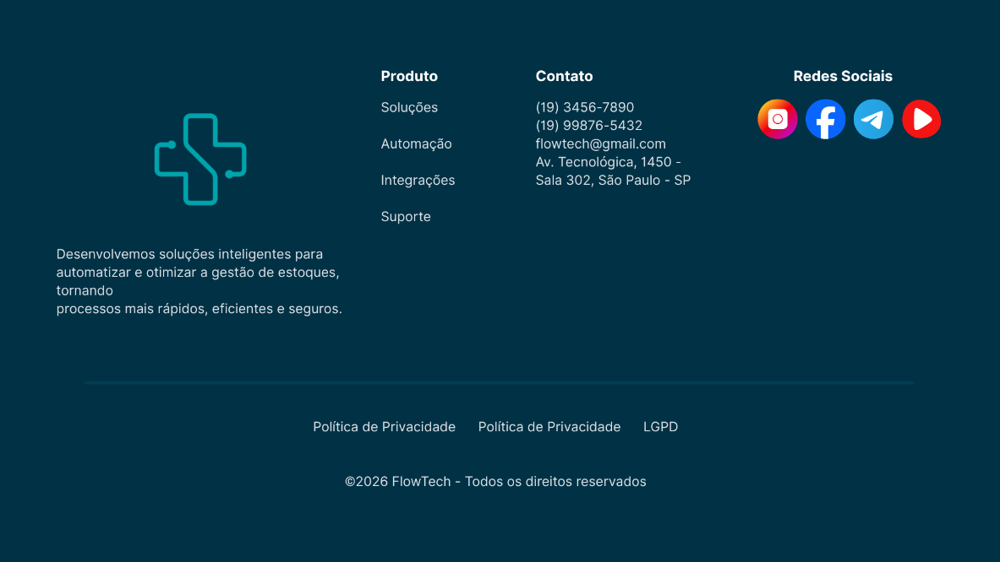 Produto
Soluções
Automação
Integrações
Suporte
Contato
(19) 3456-7890
(19) 99876-5432
flowtech@gmail.com
Av. Tecnológica, 1450 -
Sala 302, São Paulo - SP
Redes Sociais
Desenvolvemos soluções inteligentes para
automatizar e otimizar a gestão de estoques,
tornando
processos mais rápidos, eficientes e seguros.
Política de Privacidade Política de Privacidade LGPD
©2026 FlowTech - Todos os direitos reservados